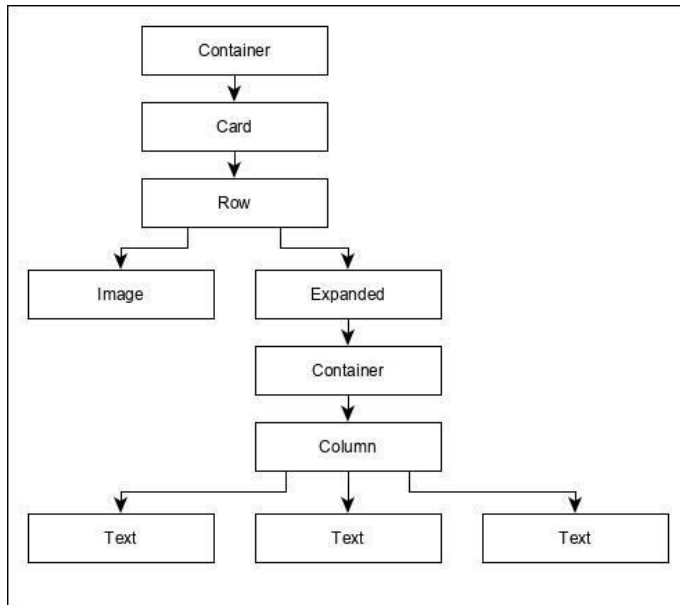 Container
Card
Row
Image
Expanded
Container
Column
Text
Text
Text